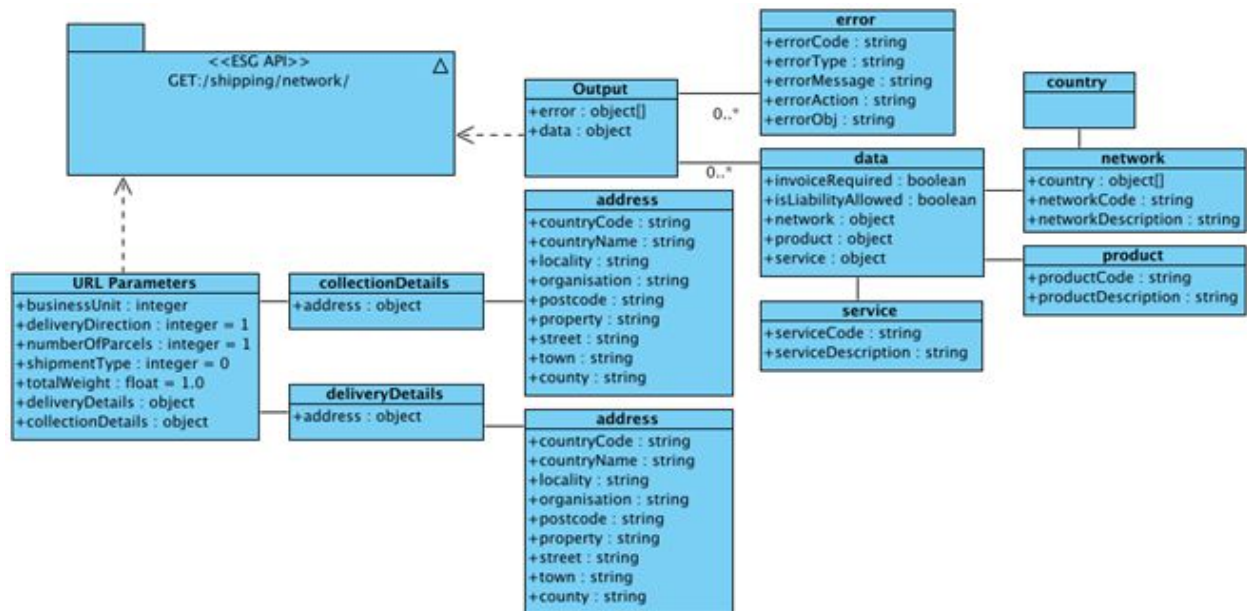 <<ESG API>>
GET:/shipping/network/
Output
+error : object[]
+data : object
0..*
0..*
error
+errorCode : string
+errorType : string
+errorMessage : string
+errorAction : string
+errorObj : string
country
data
+invoiceRequired : boolean
+isLiabilityAllowed : boolean
+network : object
+product : object
+service : object
network
+country : object[]
+networkCode : string
+networkDescription : string
product
+productCode : string
+productDescription : string
service
+serviceCode : string
+serviceDescription : string
URL Parameters
+businessUnit : integer
+deliveryDirection : integer = 1
+numberOfParcels : integer = 1
+shipmentType : integer = 0
+totalWeight : float = 1.0
+deliveryDetails : object
+collectionDetails : object
collectionDetails
+address : object
address
+countryCode : string
+countryName : string
+locality : string
+organisation : string
+postcode : string
+property : string
+street : string
+town : string
+county : string
deliveryDetails
+address : object
address
+countryCode : string
+countryName : string
+locality : string
+organisation : string
+postcode : string
+property : string
+street : string
+town : string
+county : string